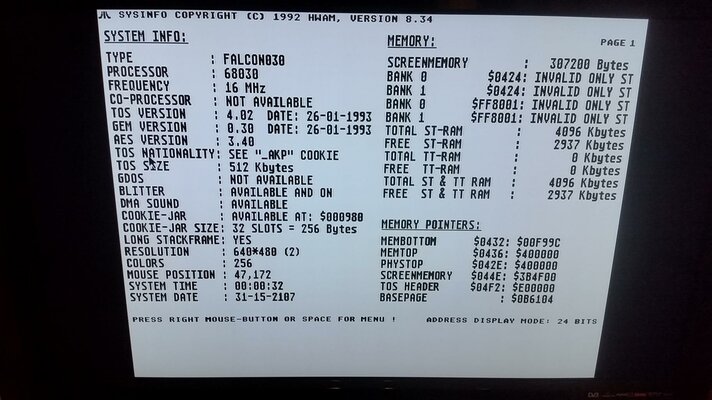 SYSINFO COPYRIGHT (C) 1992 HWAM, VERSION 8.34
SYSTEM INFO:
TYPE : FALCON030
PROCESSOR : 68030
FREQUENCY : 16 MHz
CO-PROCESSOR : NOT AVAILABLE
TOS VERSION : 4.02 DATE: 26-01-1993
GEM VERSION : 0.30 DATE: 26-01-1993
AES VERSION : 3.40
TOS NATIONALITY: SEE "_AKP" COOKIE
TOS SIZE : 512 Kbytes
GDOS : NOT AVAILABLE
BLITTER : AVAILABLE AND ON
DMA SOUND : AVAILABLE
COOKIE-JAR : AVAILABLE AT: $000980
COOKIE-JAR SIZE: 32 SLOTS = 256 Bytes
LONG STACKFRAME: YES
RESOLUTION : 640*480 (2)
COLORS : 256
MOUSE POSITION : 47,172
SYSTEM TIME : 00:00:32
SYSTEM DATE : 31-15-2107
MEMORY:
PAGE 1
SCREENMEMORY : 307200 Bytes
BANK 0 $0424: INVALID ONLY ST
BANK 1 $0424: INVALID ONLY ST
BANK 0 $FF8001: INVALID ONLY ST
BANK 1 $FF8001: INVALID ONLY ST
TOTAL ST-RAM : 4096 Kbytes
FREE ST-RAM : 2937 Kbytes
TOTAL TT-RAM : 0 Kbytes
FREE TT-RAM : 0 Kbytes
TOTAL ST & TT RAM : 4096 Kbytes
FREE ST & TT RAM : 2937 Kbytes
MEMORY POINTERS:
MEMBOTTOM $0432: $00F99C
MEMTOP $0436: $400000
PHYSTOP $042E: $400000
SCREENMEMORY $044E: $3B4F00
TOS HEADER $04F2: $E00000
BASEPAGE : $0B6104
PRESS RIGHT MOUSE-BUTTON OR SPACE FOR MENU ! ADDRESS DISPLAY MODE: 24 BITS